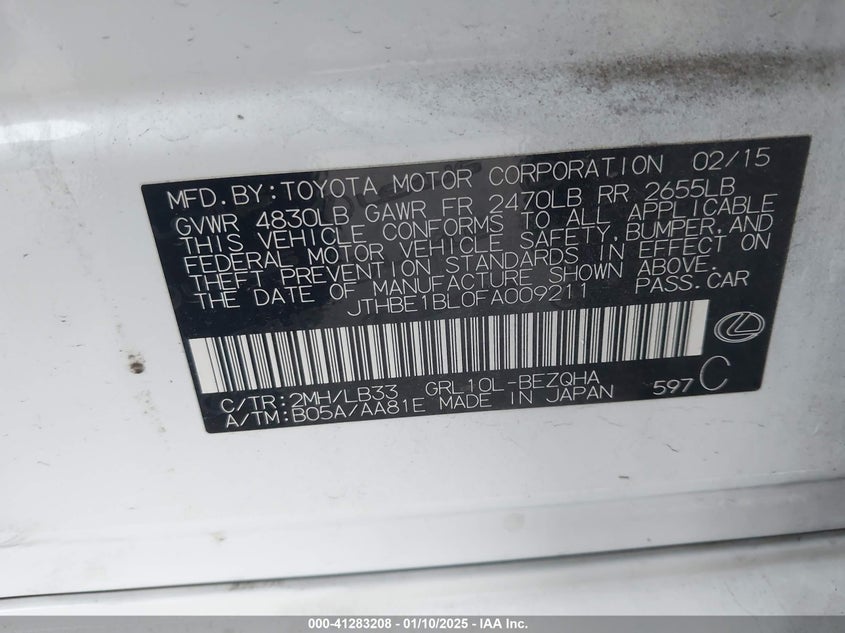 MFD.BY:TOYOTA MOTOR CORPORATION 02/15
GVWR 4830LB GAWR FR 2470LB RR 2655LB
THIS VEHICLE CONFORMS TO ALL APPLICABLE
FEDERAL MOTOR VEHICLE SAFETY,BUMPER,AND
THEFT PREVENTION STANDARDS IN EFFECT ON
THE DATE OF MANUFACTURE SHOWN ABOVE.
JTHBE1BL0FA009211 PASS.CAR
C/TR:2MH/LB33 GRL10L-BEZQHA 597 C
A/TM:B05A/AA81E MADE IN JAPAN
000-41283208 - 01/10/2025 - © IAA Inc.